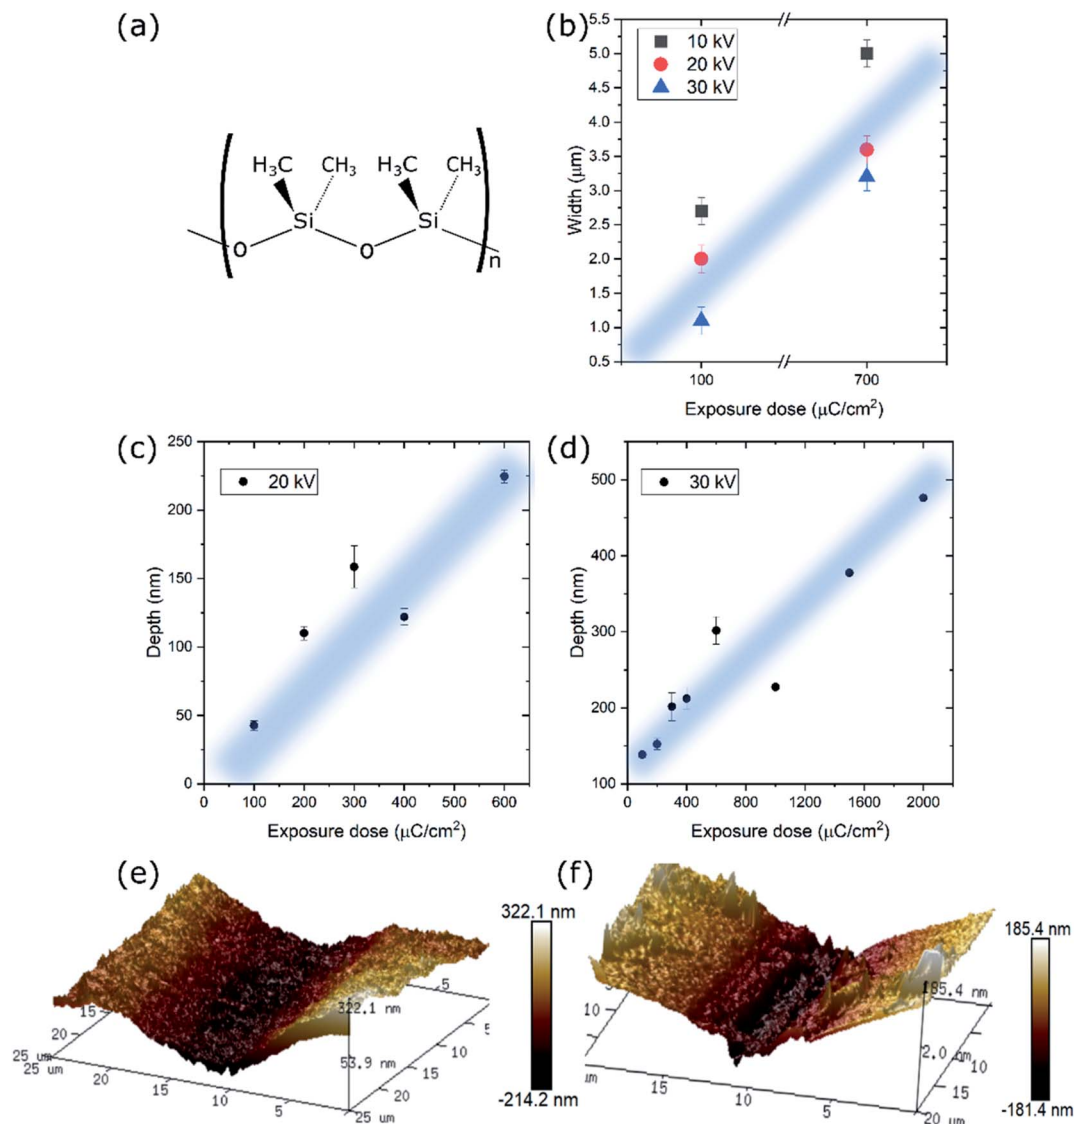 (a)
H₃C CH₃ H₃C CH₃
Si Si
O O n
(b)
10 kV
20 kV
30 kV
5.5
5.0
4.5
4.0
3.5
3.0
2.5
2.0
1.5
1.0
0.5
Width (μm)
100 700
Exposure dose (μC/cm²)
(c)
20 kV
250
200
150
100
50
0
Depth (nm)
0 100 200 300 400 500 600
Exposure dose (μC/cm²)
(d)
30 kV
500
400
300
200
100
Depth (nm)
0 400 800 1200 1600 2000
Exposure dose (μC/cm²)
(e)
322.1 nm
-214.2 nm
322.1 nm
53.9 nm
5
5
10
15
20
25 um
15
20
25 um
20
15
10
5
(f)
185.4 nm
-181.4 nm
185.4 nm
2.0 nm
5
10
15
20 um
5
10
15
um
15
10
5